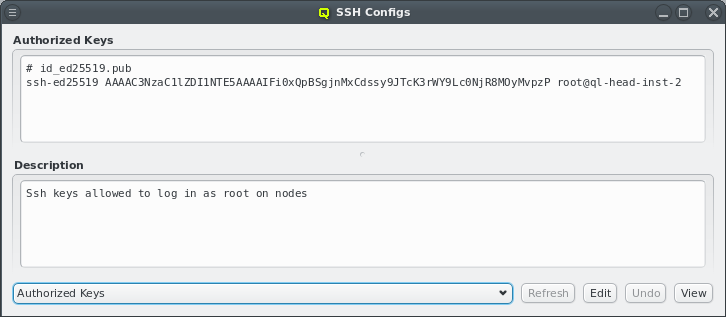 SSH Configs
Authorized Keys
# id_ed25519.pub
ssh-ed25519 AAAAC3NzaC1lZDI1NTE5AAAAIFi0xQpBSgjnMxCdssy9JTcK3rWY9Lc0NjR8MOyMvpzP root@ql-head-inst-2
Description
Ssh keys allowed to log in as root on nodes
Authorized Keys Refresh Edit Undo View